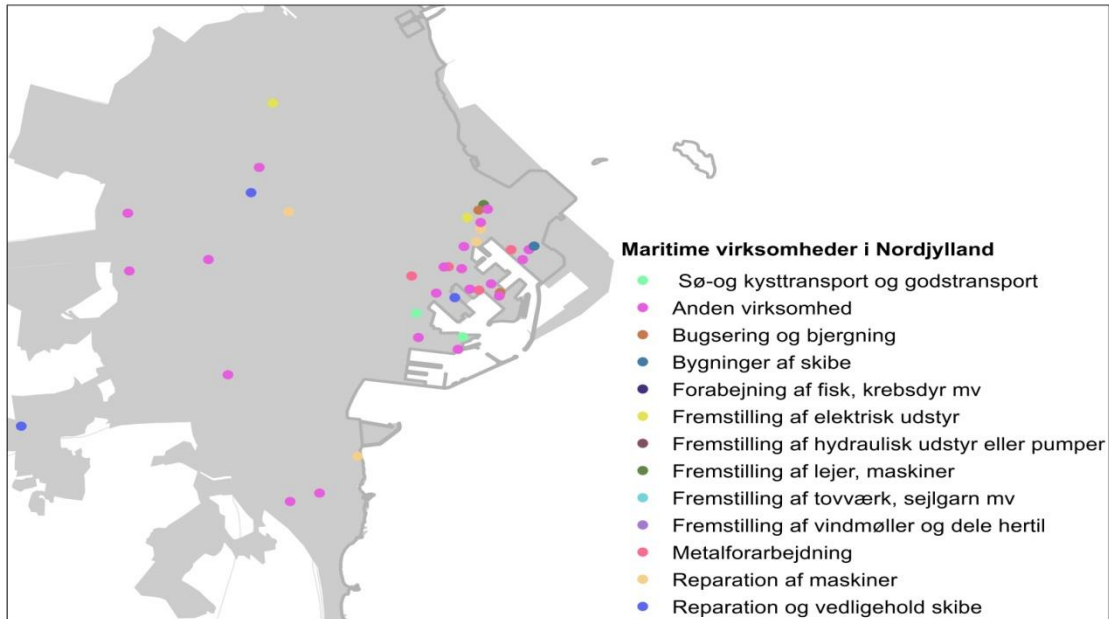 Maritime virksomheder i Nordjylland
Sø-og kysttransport og godstransport
Anden virksomhed
Bugsering og bjergning
Bygninger af skibe
Forabejning af fisk, krebsdyr mv
Fremstilling af elektrisk udstyr
Fremstilling af hydraulisk udstyr eller pumper
Fremstilling af lejer, maskiner
Fremstilling af tovværk, sejlgarn mv
Fremstilling af vindmøller og dele hertil
Metalforarbejdning
Reparation af maskiner
Reparation og vedligehold skibe